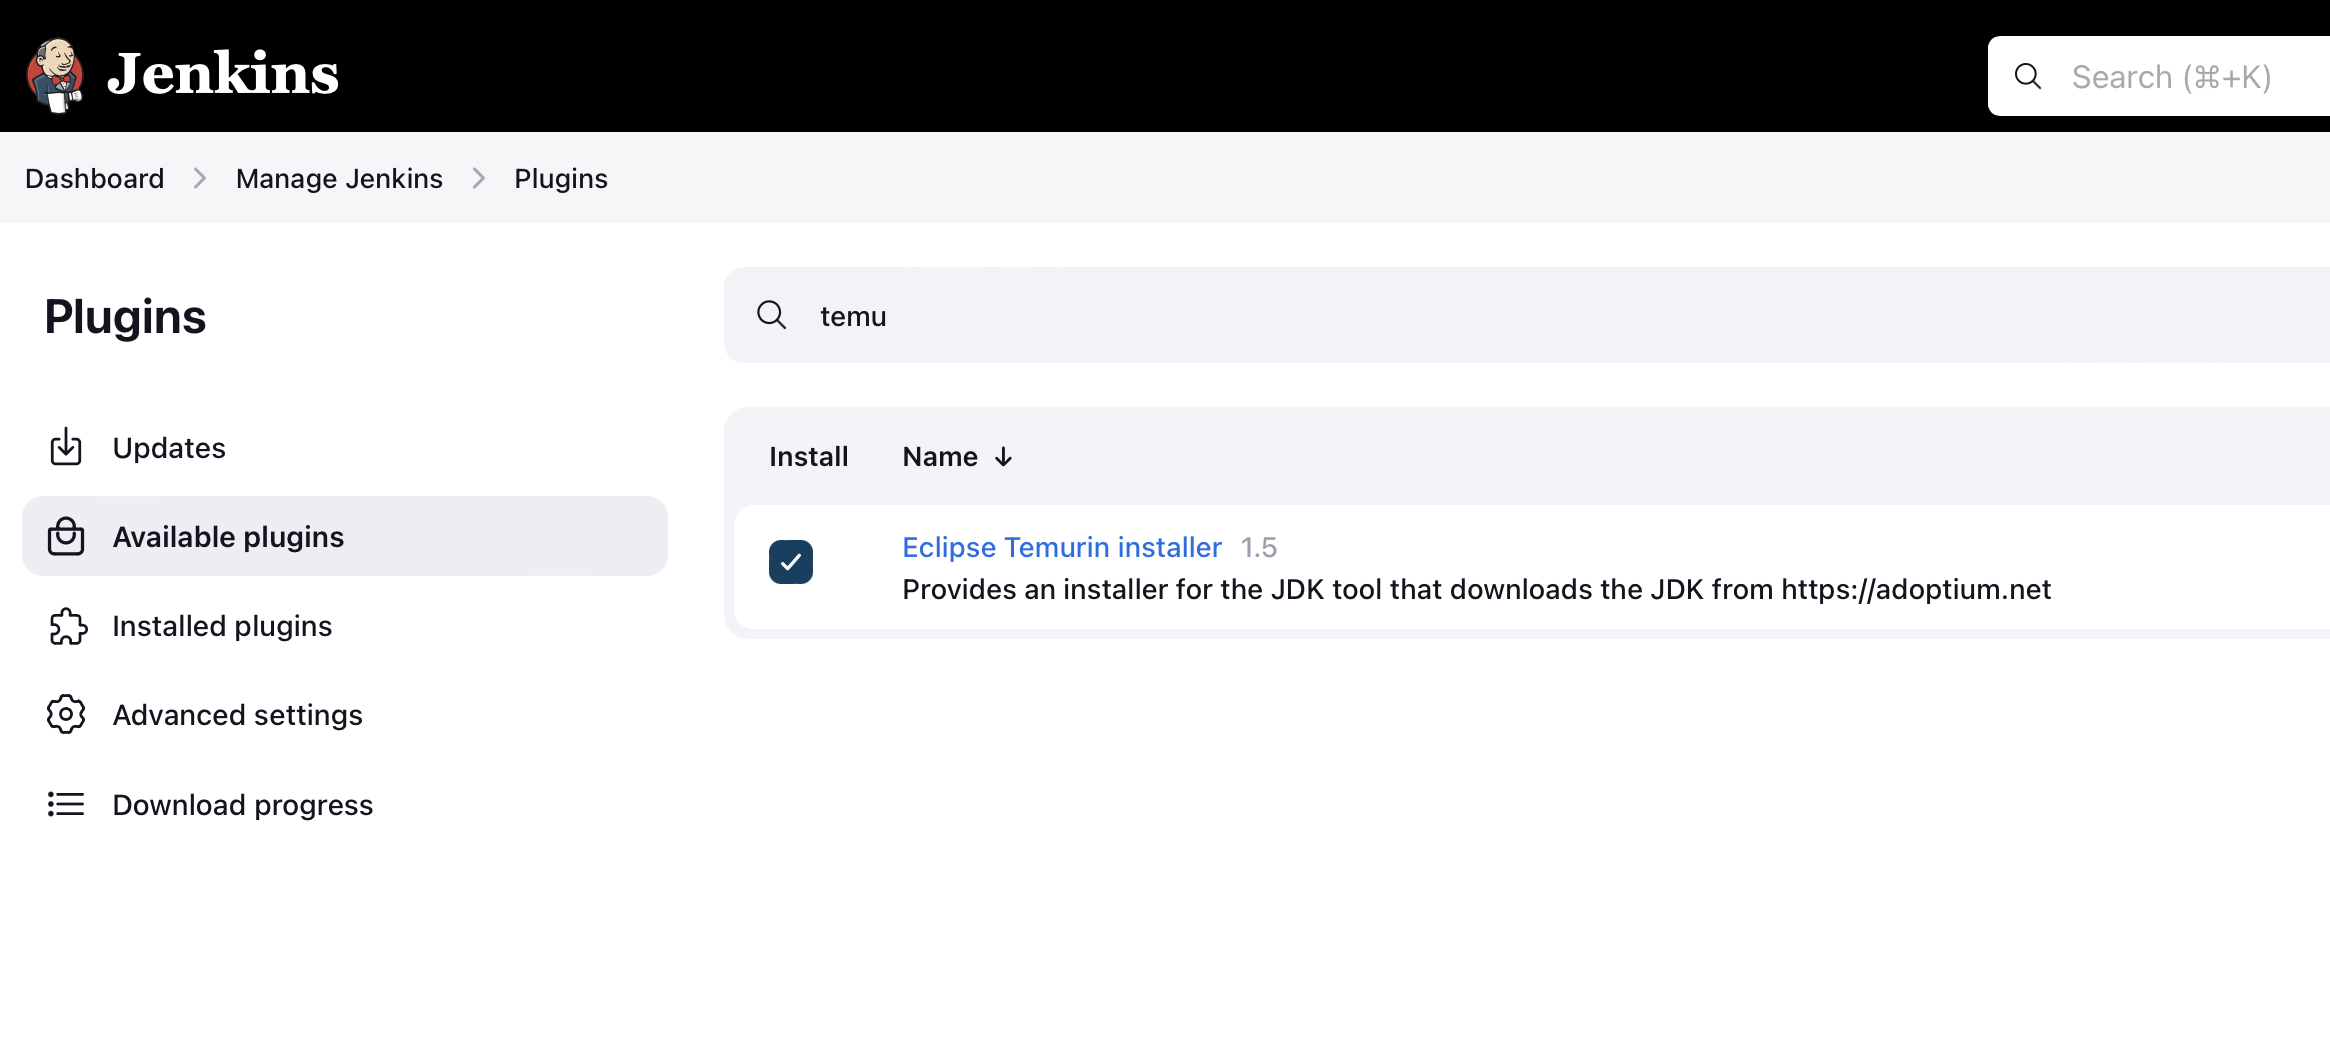 Jenkins
Search (⌘+K)
Dashboard
Manage Jenkins
Plugins
Plugins
temu
Updates
Available plugins
Installed plugins
Advanced settings
Download progress
Install
Name
Eclipse Temurin installer 1.5
Provides an installer for the JDK tool that downloads the JDK from https://adoptium.net